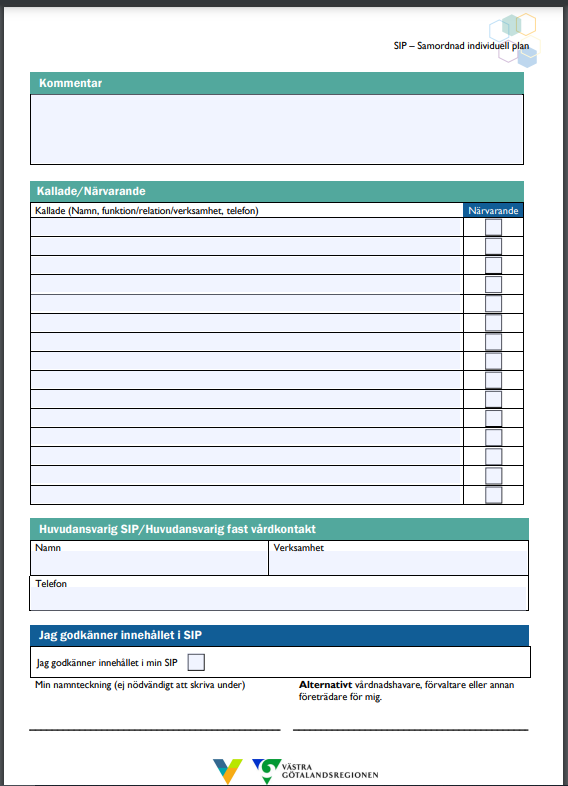 SIP – Samordnad individuell plan
Kommentar
Kallade/Närvarande
Kallade (Namn, funktion/relation/verksamhet, telefon) Närvarande
Huvudansvarig SIP/Huvudansvarig fast vårdkontakt
Namn Verksamhet
Telefon
Jag godkänner innehållet i SIP
Jag godkänner innehållet i min SIP
Min namnteckning (ej nödvändigt att skriva under)
Alternativt vårdnadshavare, förvaltare eller annan
företrädare för mig.
VÄSTRA
GÖTALANDSREGIONEN